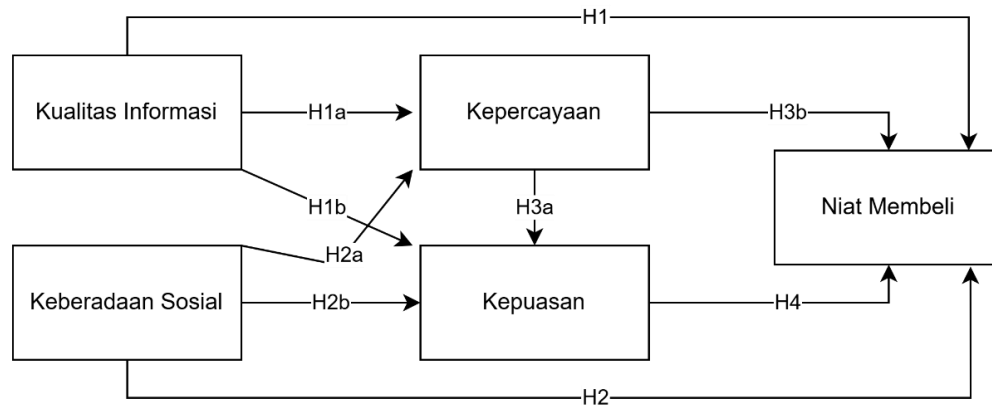 H1
Kualitas Informasi
H1a
Kepercayaan
H3b
Niat Membeli
H1b
H3a
H2a
Keberadaan Sosial
H2b
Kepuasan
H4
H2